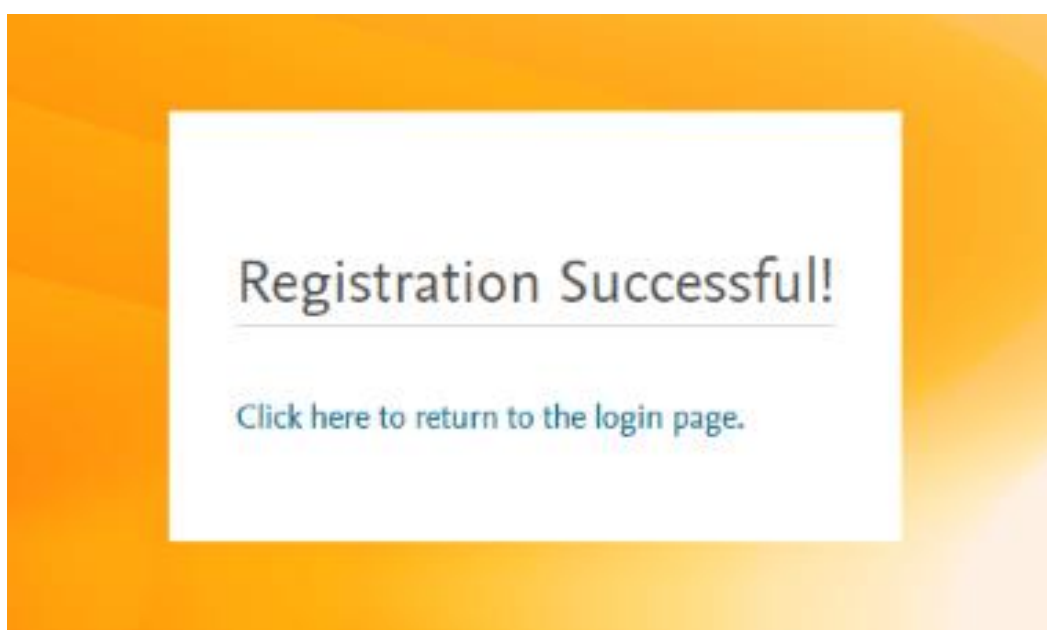 Registration Successful!
Click here to return to the login page.